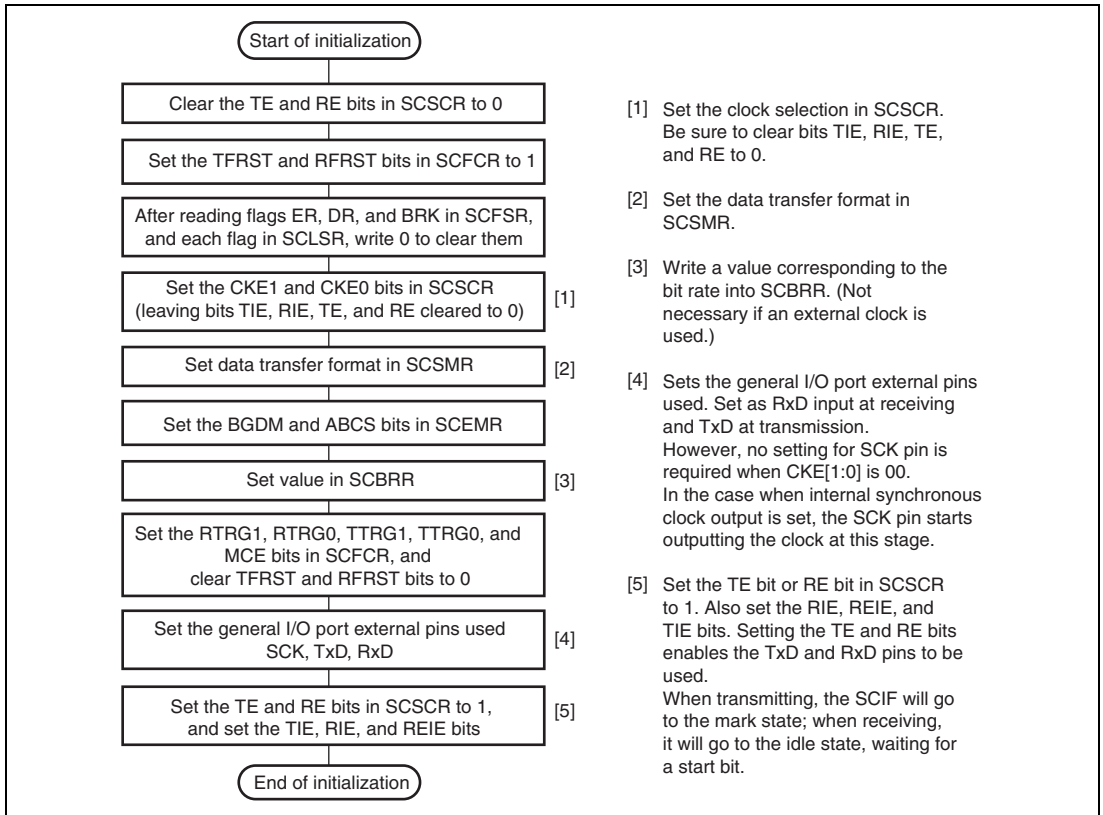 Start of initialization
Clear the TE and RE bits in SCSCR to 0
Set the TFRST and RFRST bits in SCFCR to 1
After reading flags ER, DR, and BRK in SCFSR,
and each flag in SCLSR, write 0 to clear them
Set the CKE1 and CKE0 bits in SCSCR
(leaving bits TIE, RIE, TE, and RE cleared to 0)
[1]
Set data transfer format in SCSMR
[2]
Set the BGDM and ABCS bits in SCEMR
Set value in SCBRR
[3]
Set the RTRG1, RTRG0, TTRG1, TTRG0, and
MCE bits in SCFCR, and
clear TFRST and RFRST bits to 0
Set the general I/O port external pins used
SCK, TxD, RxD
[4]
Set the TE and RE bits in SCSCR to 1,
and set the TIE, RIE, and REIE bits
[5]
End of initialization
[1] Set the clock selection in SCSCR.
Be sure to clear bits TIE, RIE, TE,
and RE to 0.
[2] Set the data transfer format in
SCSMR.
[3] Write a value corresponding to the
bit rate into SCBRR. (Not
necessary if an external clock is
used.)
[4] Sets the general I/O port external pins
used. Set as RxD input at receiving
and TxD at transmission.
However, no setting for SCK pin is
required when CKE[1:0] is 00.
In the case when internal synchronous
clock output is set, the SCK pin starts
outputting the clock at this stage.
[5] Set the TE bit or RE bit in SCSCR
to 1. Also set the RIE, REIE, and
TIE bits. Setting the TE and RE bits
enables the TxD and RxD pins to be
used.
When transmitting, the SCIF will go
to the mark state; when receiving,
it will go to the idle state, waiting for
a start bit.